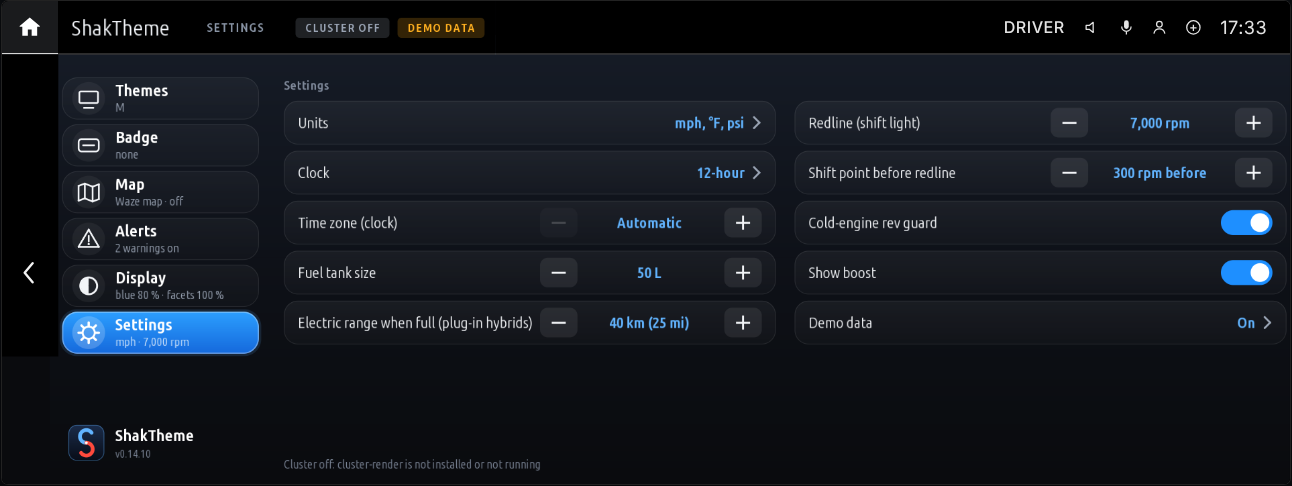 ShakTheme SETTINGS CLUSTER OFF DEMO DATA DRIVER 17:33
Themes
M
Badge
none
Map
Waze map · off
Alerts
2 warnings on
Display
blue 80 % · facets 100 %
Settings
mph · 7,000 rpm
ShakTheme
v0.14.10
Settings
Units mph, °F, psi
Clock 12-hour
Time zone (clock) − Automatic +
Fuel tank size − 50 L +
Electric range when full (plug-in hybrids) − 40 km (25 mi) +
Redline (shift light) − 7,000 rpm +
Shift point before redline − 300 rpm before +
Cold-engine rev guard
Show boost
Demo data On
Cluster off: cluster-render is not installed or not running